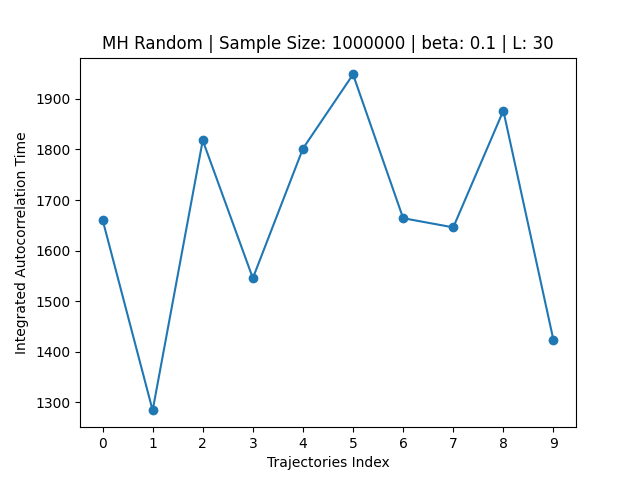 MH Random | Sample Size: 1000000 | beta: 0.1 | L: 30
Integrated Autocorrelation Time
1900
1800
1700
1600
1500
1400
1300
0 1 2 3 4 5 6 7 8 9
Trajectories Index